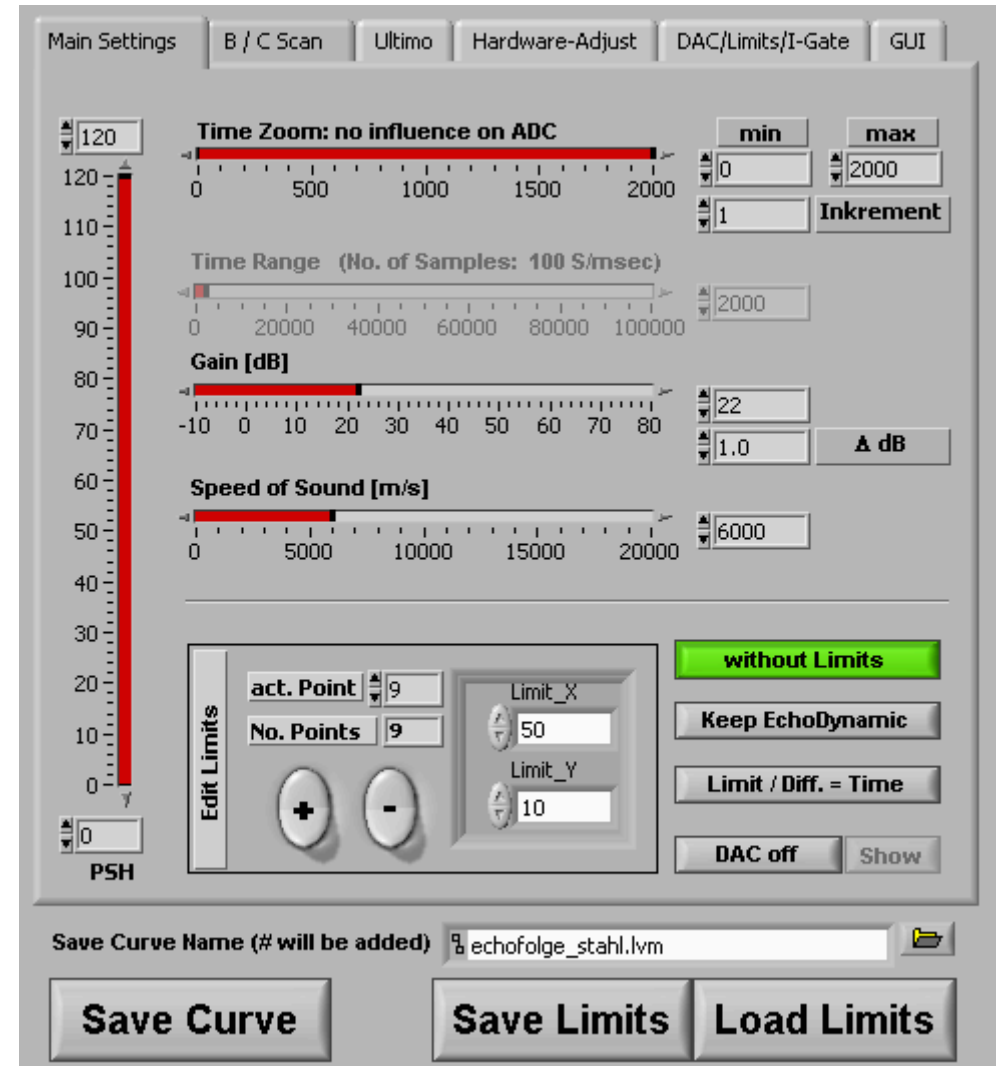 Main Settings B / C Scan Ultimo Hardware-Adjust DAC/Limits/I-Gate GUI
120
120
110
100
90
80
70
60
50
40
30
20
10
0
0
PSH
Time Zoom: no influence on ADC
0 500 1000 1500 2000
min max
0 2000
1 Inkrement
Time Range (No. of Samples: 100 S/msec)
0 20000 40000 60000 80000 100000
2000
Gain [dB]
-10 0 10 20 30 40 50 60 70 80
22
1.0 Δ dB
Speed of Sound [m/s]
0 5000 10000 15000 20000
6000
Edit Limits
act. Point 9
No. Points 9
+ -
Limit_X
50
Limit_Y
10
without Limits
Keep EchoDynamic
Limit / Diff. = Time
DAC off Show
Save Curve Name (# will be added) echofolge_stahl.lvm
Save Curve Save Limits Load Limits